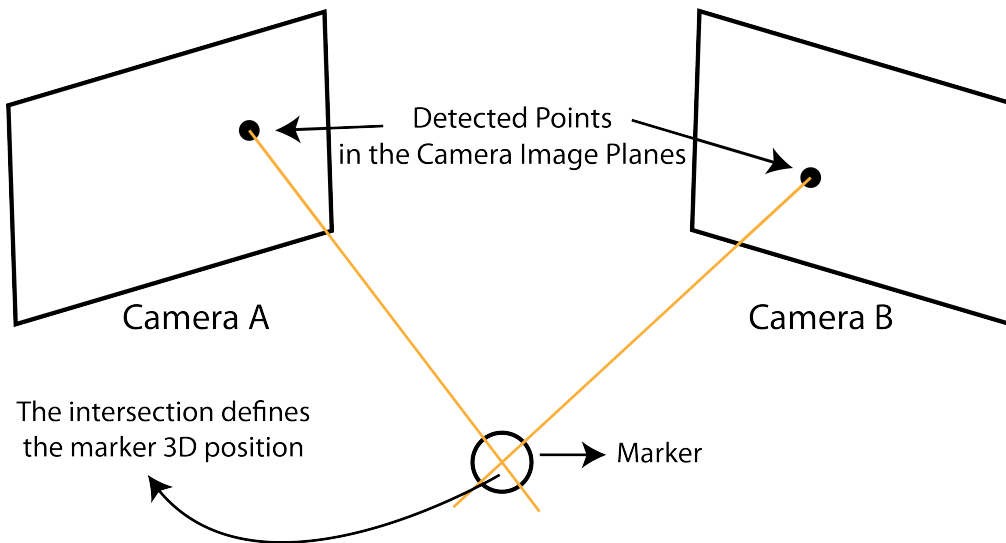 Detected Points
in the Camera Image Planes
Camera A
Camera B
The intersection defines
the marker 3D position
Marker